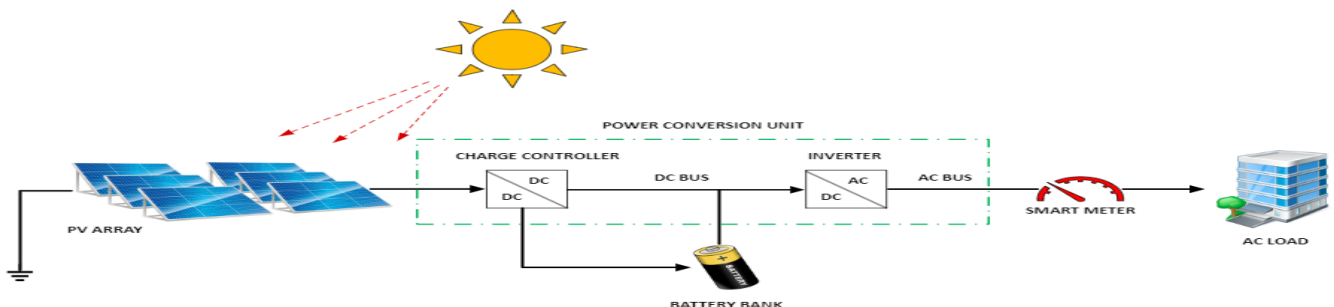 POWER CONVERSION UNIT
CHARGE CONTROLLER
INVERTER
DC
DC
DC BUS
AC
DC
AC BUS
PV ARRAY
SMART METER
AC LOAD
+
BATTERY
BATTERY BANK